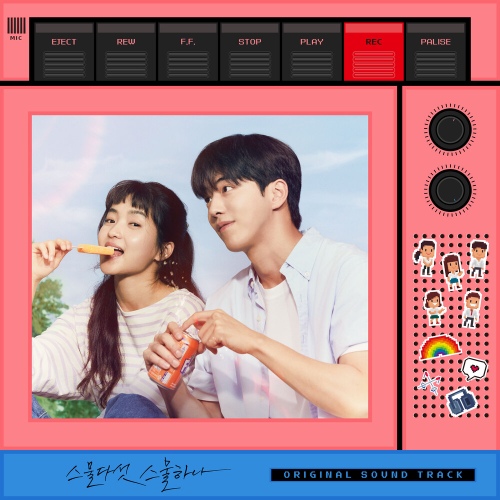 MIC
EJECT REW F.F. STOP PLAY REC PAUSE
스물다섯 스물하나
ORIGINAL SOUND TRACK